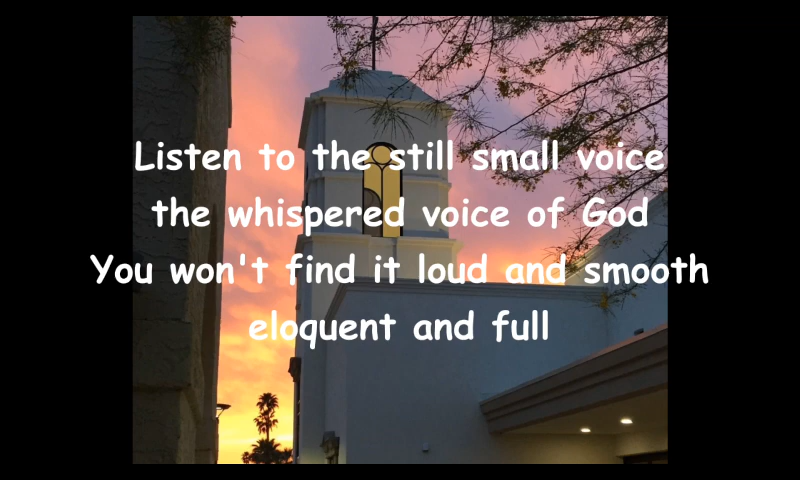 Listen to the still small voice
the whispered voice of God
You won't find it loud and smooth
eloquent and full